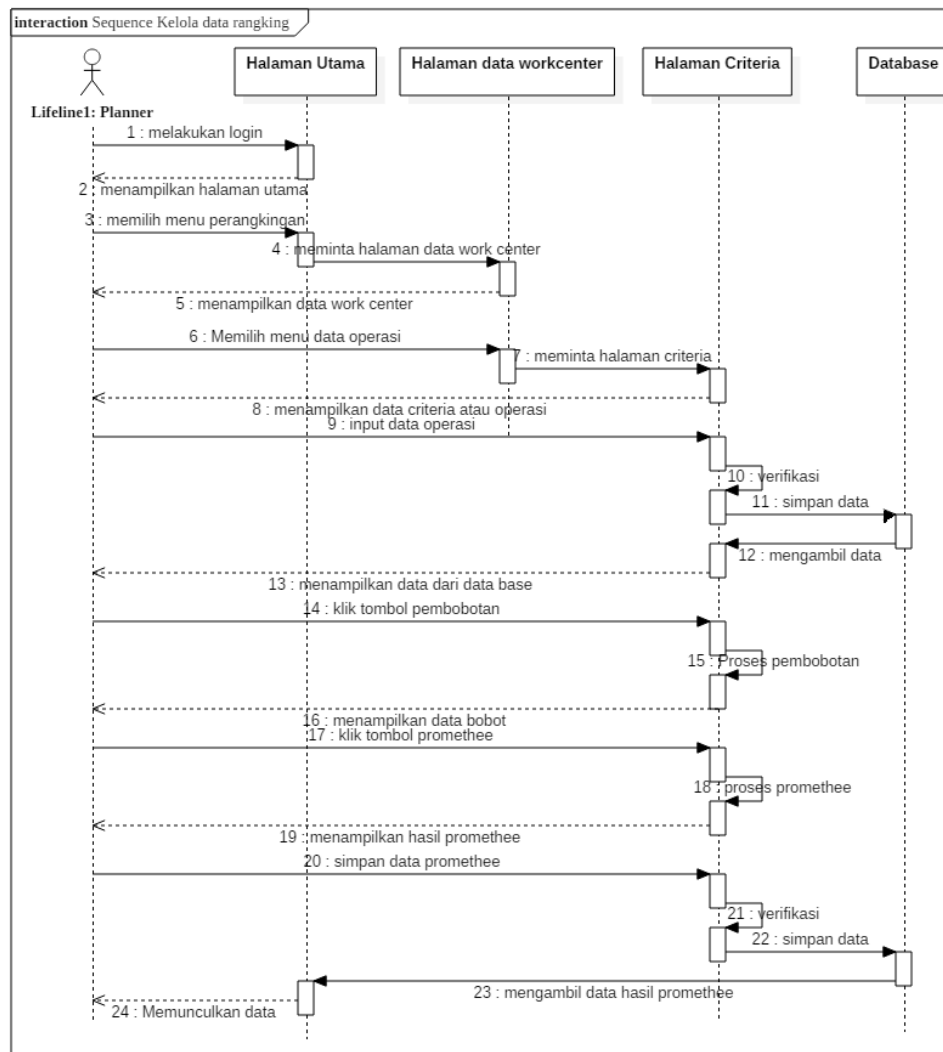 interaction Sequence Kelola data rangking
Halaman Utama
Halaman data workcenter
Halaman Criteria
Database
Lifeline1: Planner
1 : melakukan login
2 : menampilkan halaman utama
3 : memilih menu perangkingan
4 : meminta halaman data work center
5 : menampilkan data work center
6 : Memilih menu data operasi
7 : meminta halaman criteria
8 : menampilkan data criteria atau operasi
9 : input data operasi
10 : verifikasi
11 : simpan data
12 : mengambil data
13 : menampilkan data dari data base
14 : klik tombol pembobotan
15 : Proses pembobotan
16 : menampilkan data bobot
17 : klik tombol promethee
18 : proses promethee
19 : menampilkan hasil promethee
20 : simpan data promethee
21 : verifikasi
22 : simpan data
23 : mengambil data hasil promethee
24 : Memunculkan data